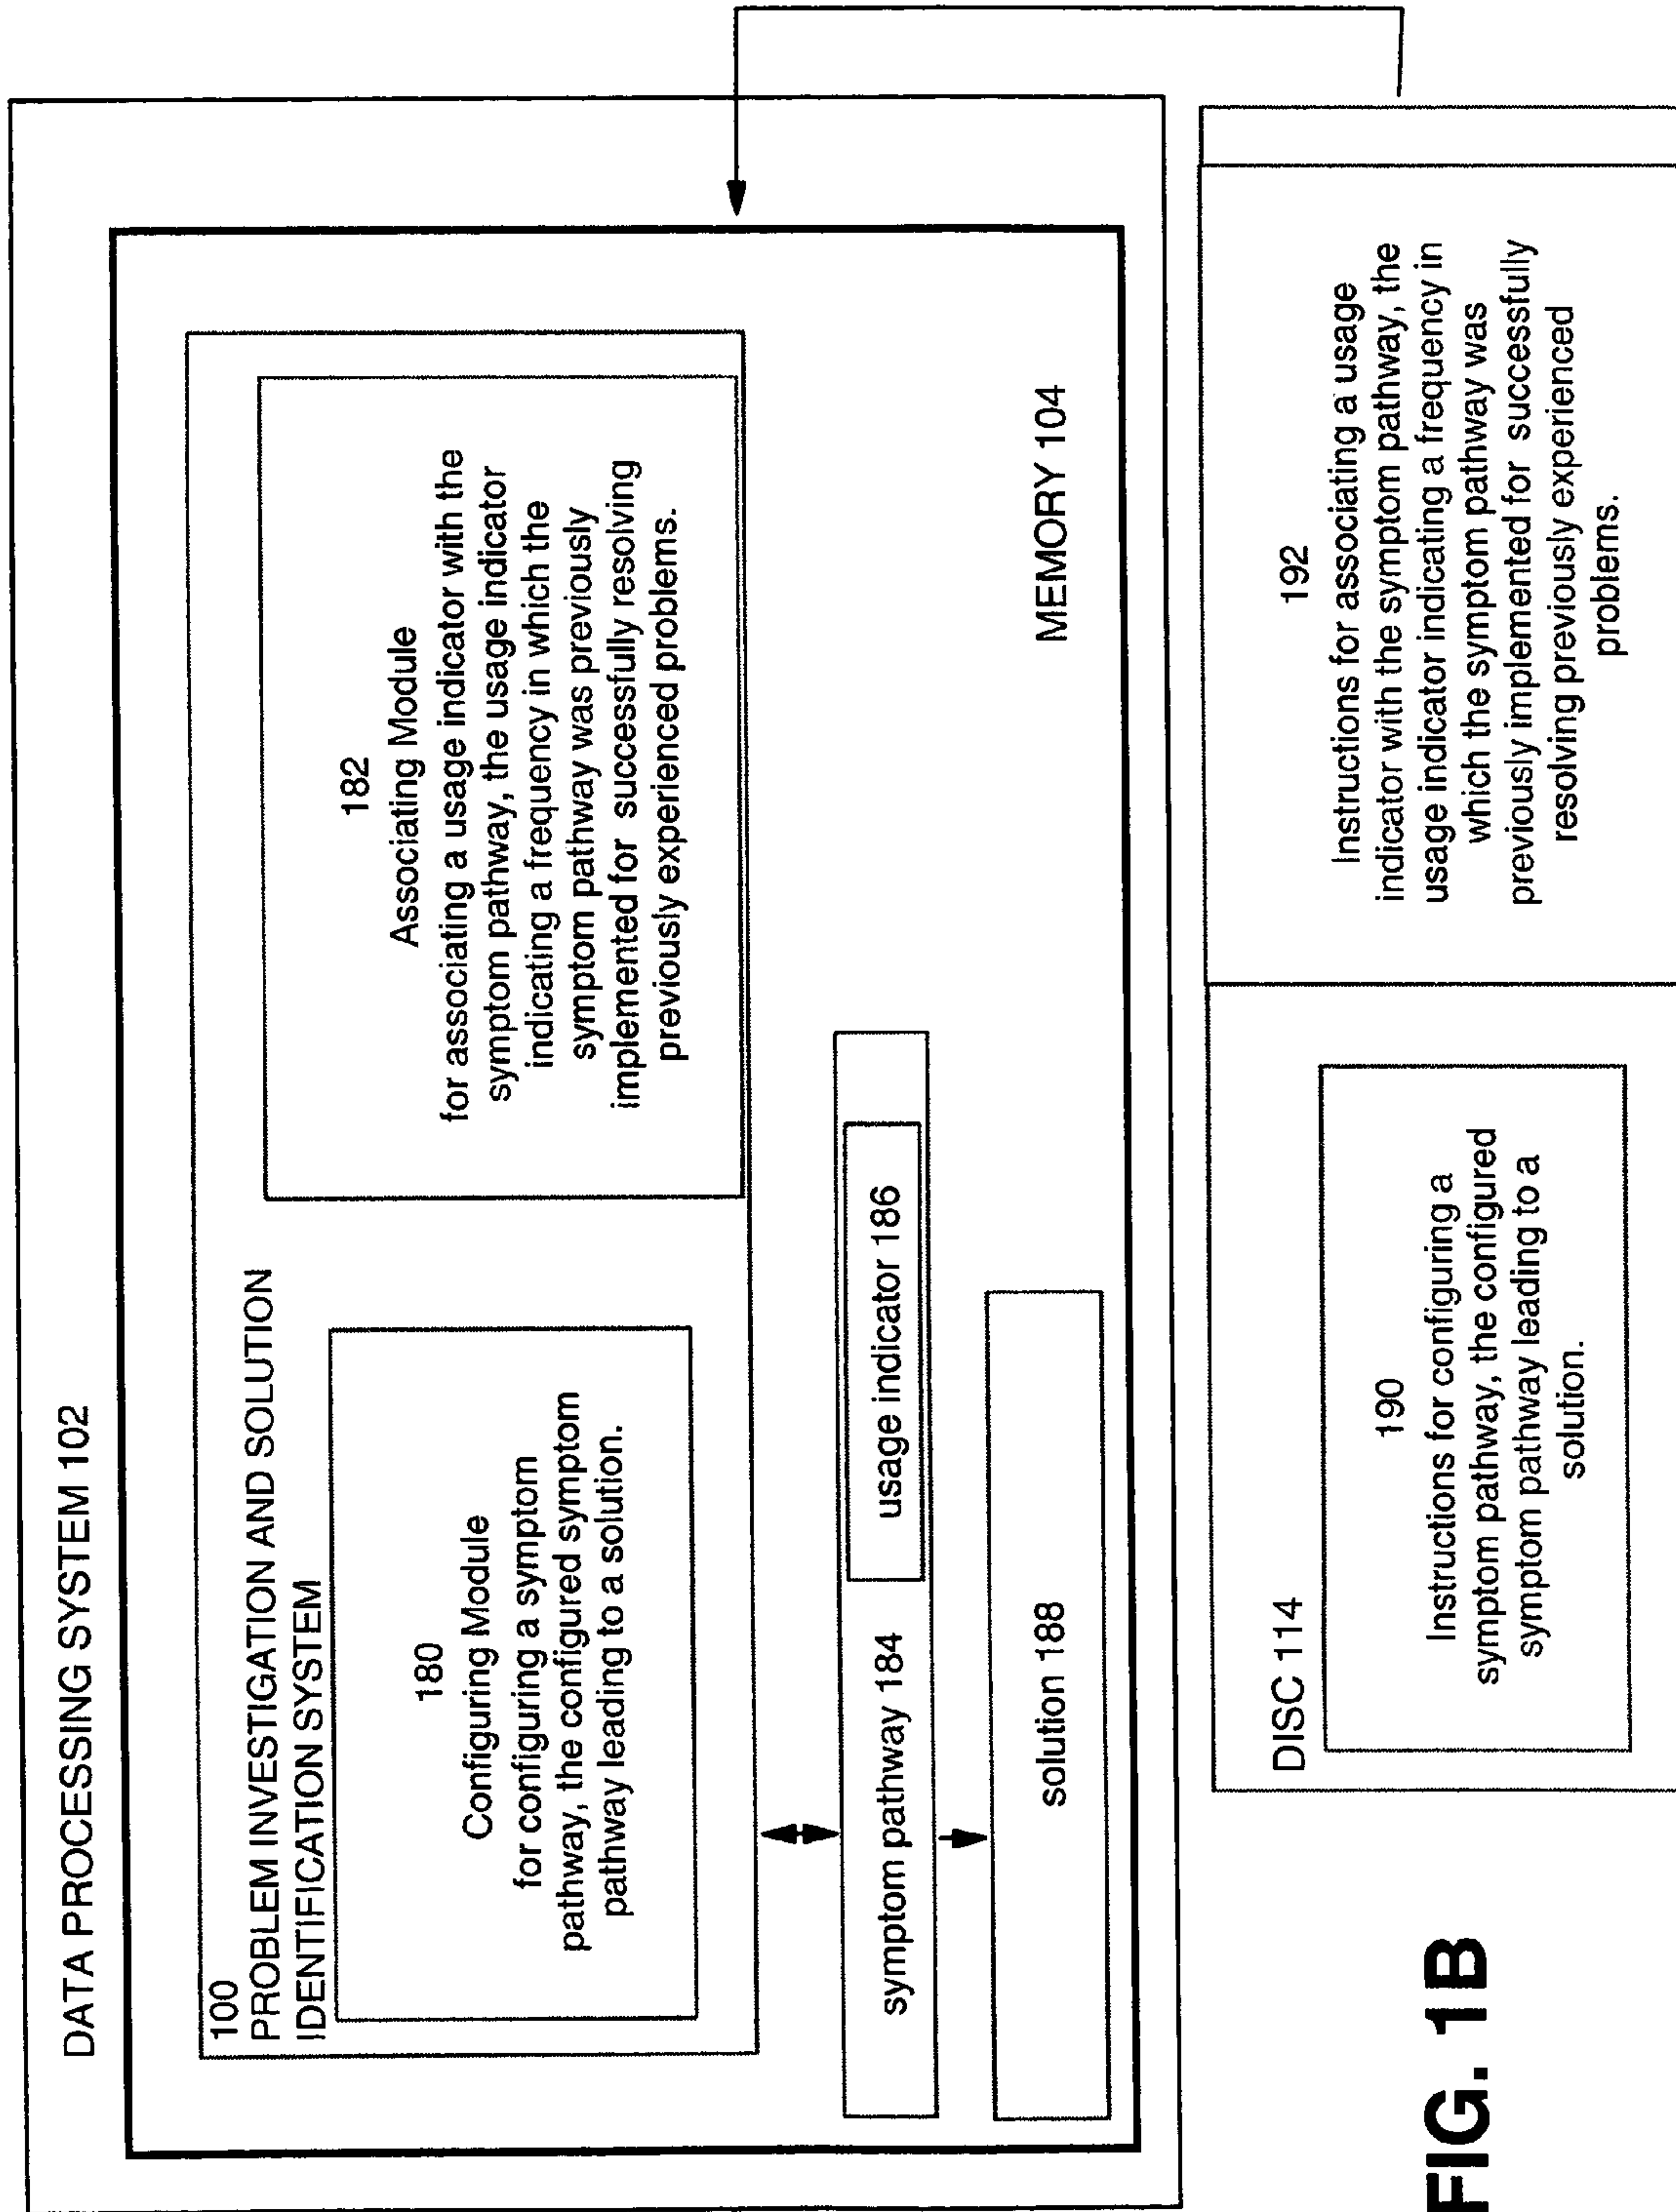 DATA PROCESSING SYSTEM 102
100
PROBLEM INVESTIGATION AND SOLUTION
IDENTIFICATION SYSTEM
180
Configuring Module
for configuring a symptom
pathway, the configured symptom
pathway leading to a solution.
182
Associating Module
for associating a usage indicator with the
symptom pathway, the usage indicator
indicating a frequency in which the
symptom pathway was previously
implemented for successfully resolving
previously experienced problems.
symptom pathway 184
usage indicator 186
solution 188
MEMORY 104
DISC 114
190
Instructions for configuring a
symptom pathway, the configured
symptom pathway leading to a
solution.
192
Instructions for associating a usage
indicator with the symptom pathway, the
usage indicator indicating a frequency in
which the symptom pathway was
previously implemented for successfully
resolving previously experienced
problems.
FIG. 1B